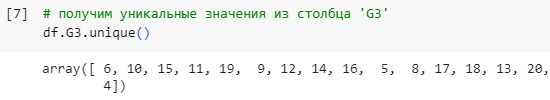 [7] # получим уникальные значения из столбца 'G3'
df.G3.unique()
array([ 6, 10, 15, 11, 19,  9, 12, 14, 16,  5,  8, 17, 18, 13, 20,
4])